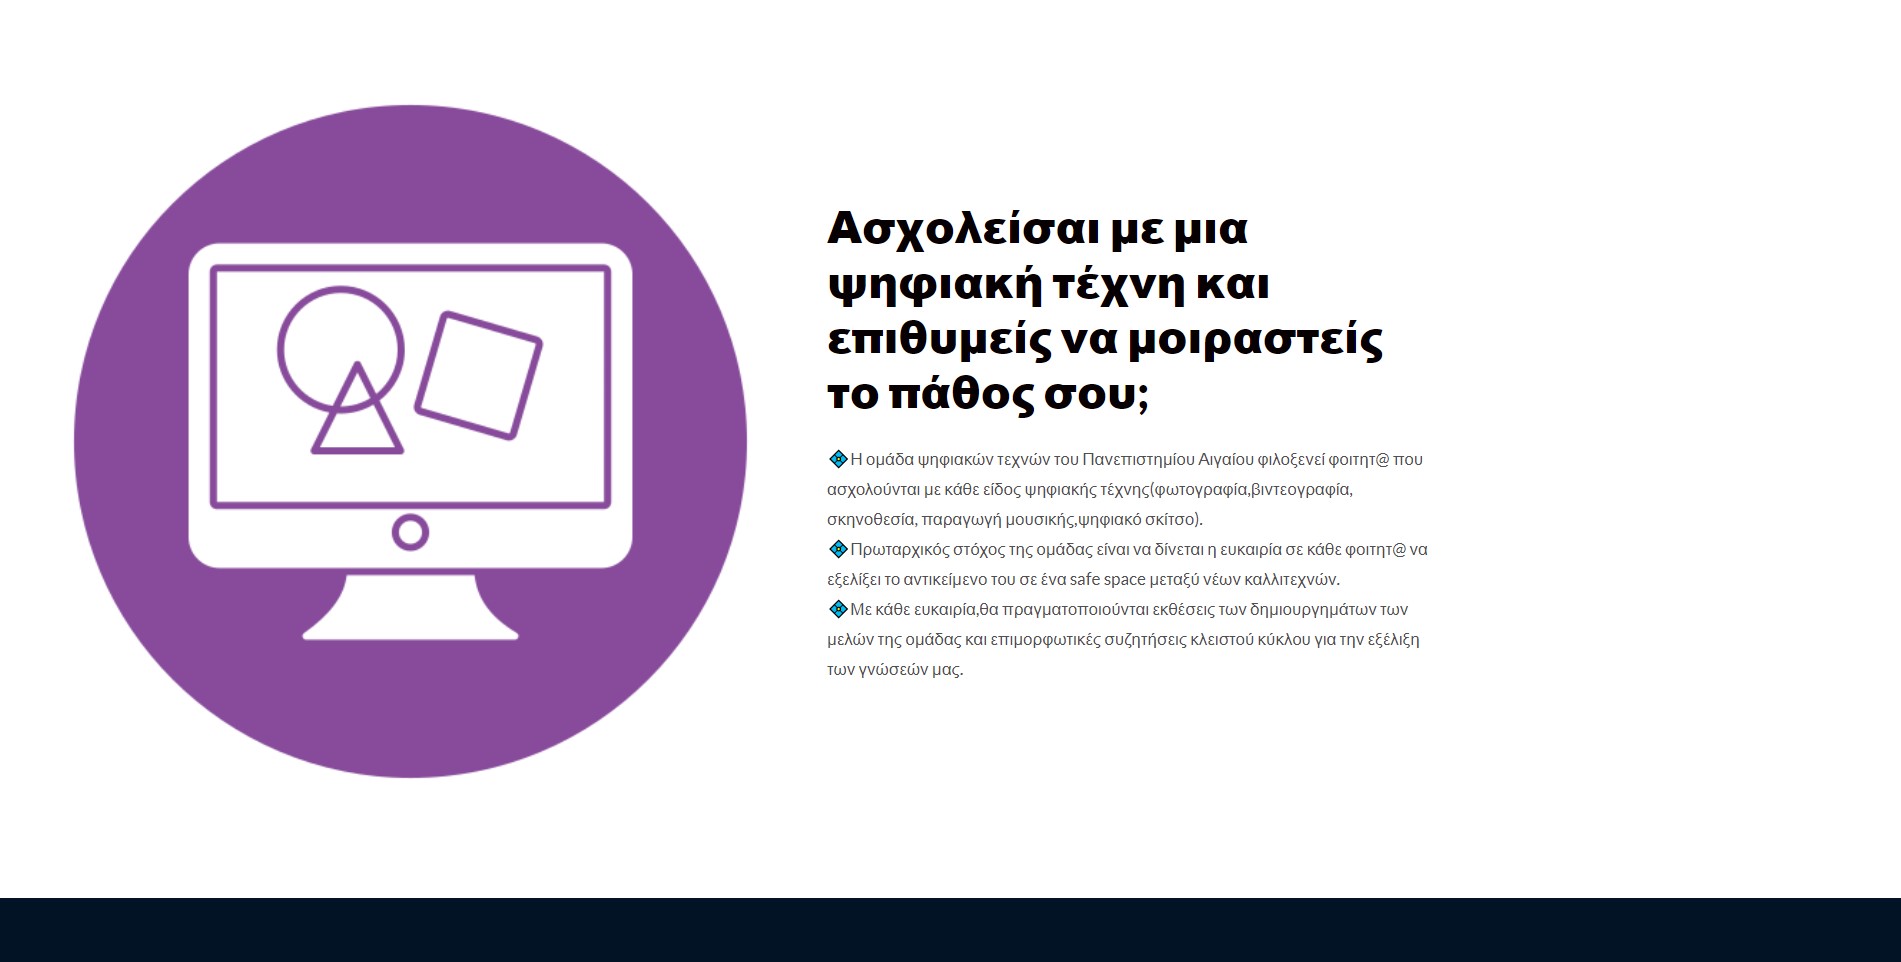 Ασχολείσαι με μια
ψηφιακή τέχνη και
επιθυμείς να μοιραστείς
το πάθος σου;
💠Η ομάδα ψηφιακών τεχνών του Πανεπιστημίου Αιγαίου φιλοξενεί φοιτητ@ που
ασχολούνται με κάθε είδος ψηφιακής τέχνης(φωτογραφία,βιντεογραφία,
σκηνοθεσία, παραγωγή μουσικής,ψηφιακό σκίτσο).
💠Πρωταρχικός στόχος της ομάδας είναι να δίνεται η ευκαιρία σε κάθε φοιτητ@ να
εξελίξει το αντικείμενο του σε ένα safe space μεταξύ νέων καλλιτεχνών.
💠Με κάθε ευκαιρία,θα πραγματοποιούνται εκθέσεις των δημιουργημάτων των
μελών της ομάδας και επιμορφωτικές συζητήσεις κλειστού κύκλου για την εξέλιξη
των γνώσεών μας.